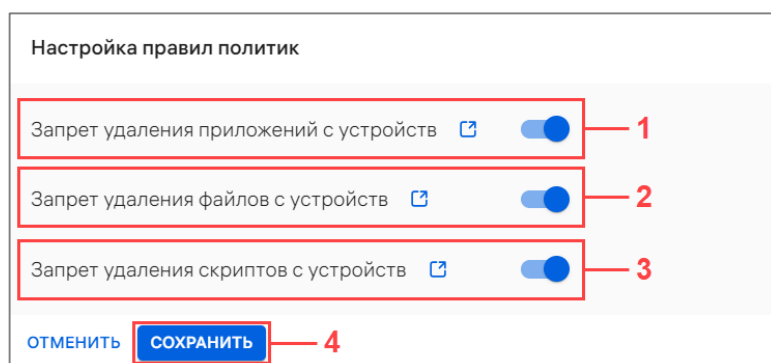 Настройка правил политик
Запрет удаления приложений с устройств 1
Запрет удаления файлов с устройств 2
Запрет удаления скриптов с устройств 3
ОТМЕНИТЬ СОХРАНИТЬ 4